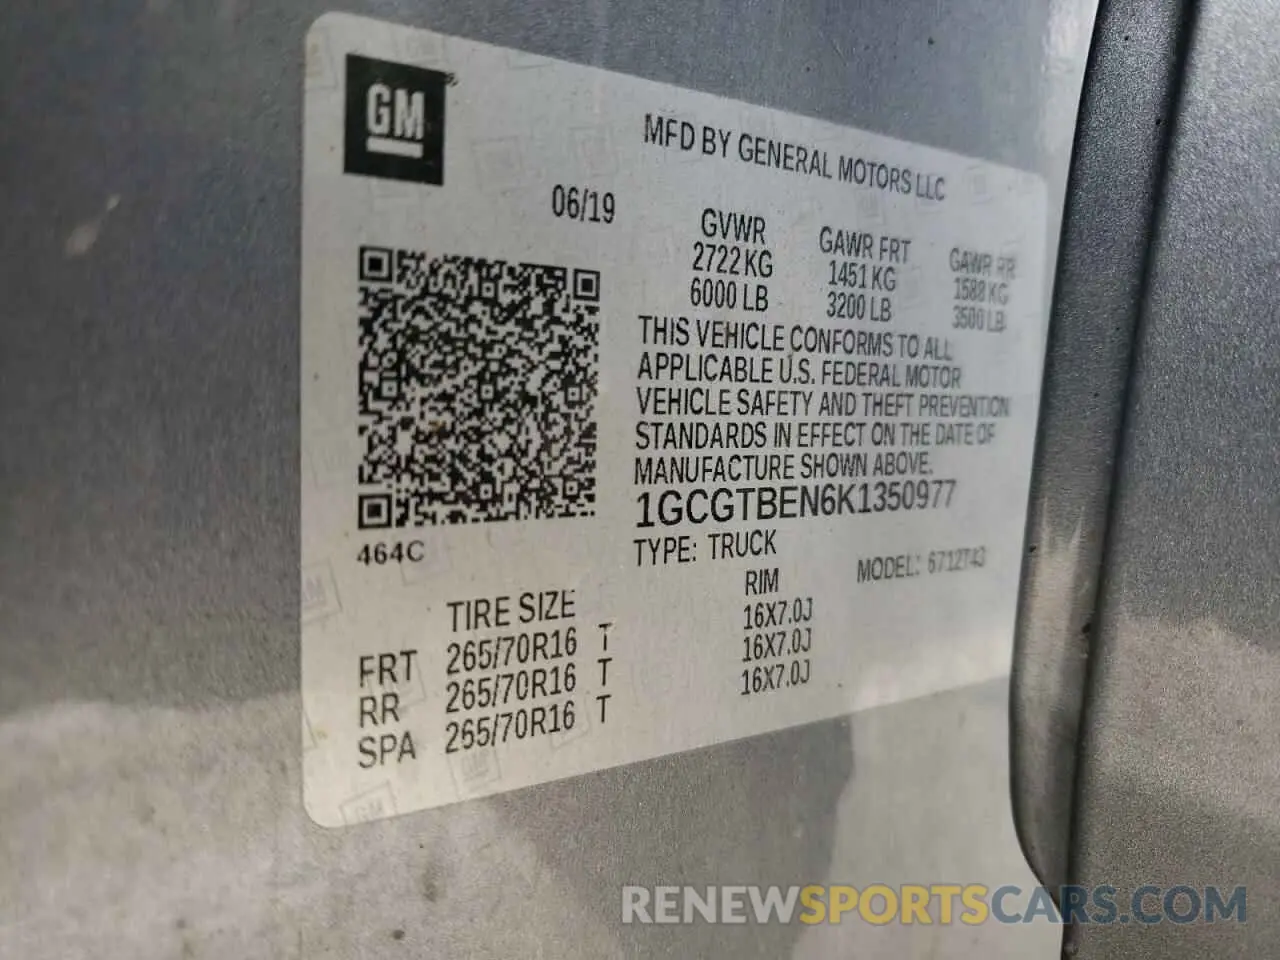 GM
MFD BY GENERAL MOTORS LLC
06/19
GVWR GAWR FRT GAWR RR
2722 KG 1451 KG 1588 KG
6000 LB 3200 LB 3500 LB
THIS VEHICLE CONFORMS TO ALL
APPLICABLE U.S. FEDERAL MOTOR
VEHICLE SAFETY AND THEFT PREVENTION
STANDARDS IN EFFECT ON THE DATE OF
MANUFACTURE SHOWN ABOVE.
1GCGTBEN6K1350977
464C
TYPE: TRUCK
MODEL: 6712T43
TIRE SIZE RIM
FRT 265/70R16 T 16X7.0J
RR 265/70R16 T 16X7.0J
SPA 265/70R16 T 16X7.0J
RENEWSPORTSCARS.COM